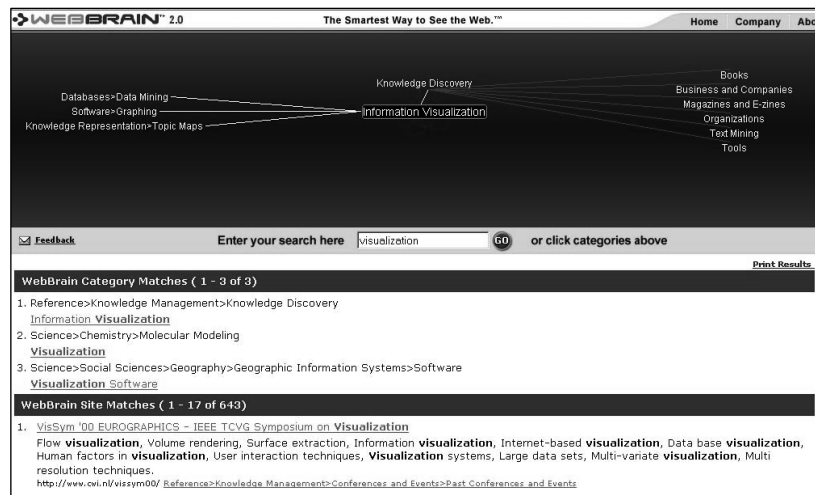 WEBBRAIN™ 2.0 The Smartest Way to See the Web.™ Home Company Abo
Knowledge Discovery
Databases>Data Mining
Software>Graphing
Knowledge Representation>Topic Maps
Information Visualization
Books
Business and Companies
Magazines and E-zines
Organizations
Text Mining
Tools
Feedback Enter your search here visualization GO or click categories above
Print Results
WebBrain Category Matches ( 1 - 3 of 3)
1. Reference>Knowledge Management>Knowledge Discovery
Information Visualization
2. Science>Chemistry>Molecular Modeling
Visualization
3. Science>Social Sciences>Geography>Geographic Information Systems>Software
Visualization Software
WebBrain Site Matches ( 1 - 17 of 643)
1. VisSym '00 EUROGRAPHICS - IEEE TCVG Symposium on Visualization
Flow visualization, Volume rendering, Surface extraction, Information visualization, Internet-based visualization, Data base visualization,
Human factors in visualization, User interaction techniques, Visualization systems, Large data sets, Multi-variate visualization, Multi
resolution techniques.
http://www.cwi.nl/vissym00/ Reference>Knowledge Management>Conferences and Events>Past Conferences and Events